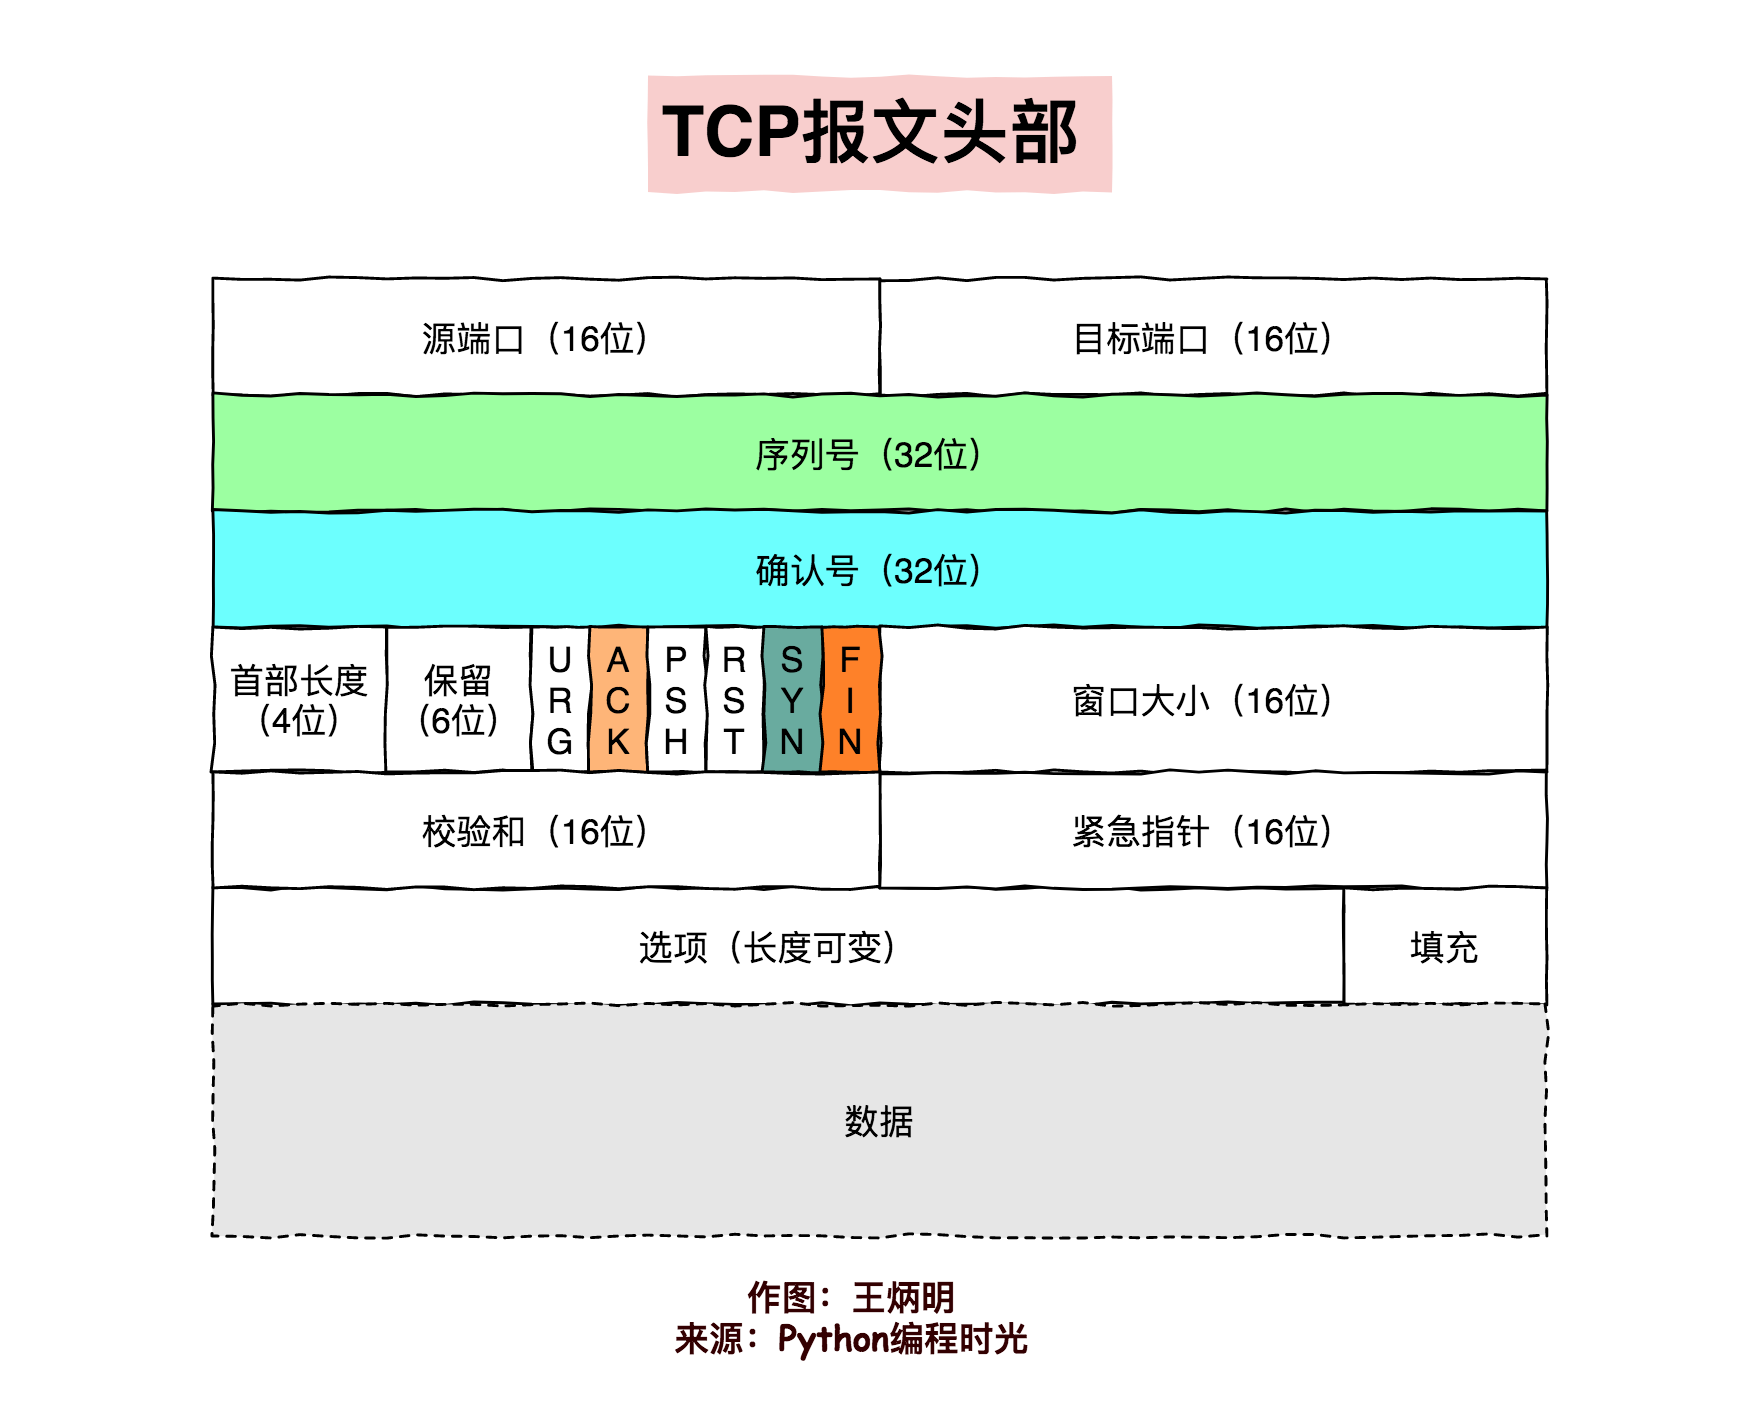 TCP报文头部
源端口（16位）
目标端口（16位）
序列号（32位）
确认号（32位）
首部长度
（4位）
保留
（6位）
URG
ACK
PSH
RST
SYN
FIN
窗口大小（16位）
校验和（16位）
紧急指针（16位）
选项（长度可变）
填充
数据
作图：王炳明
来源：Python编程时光